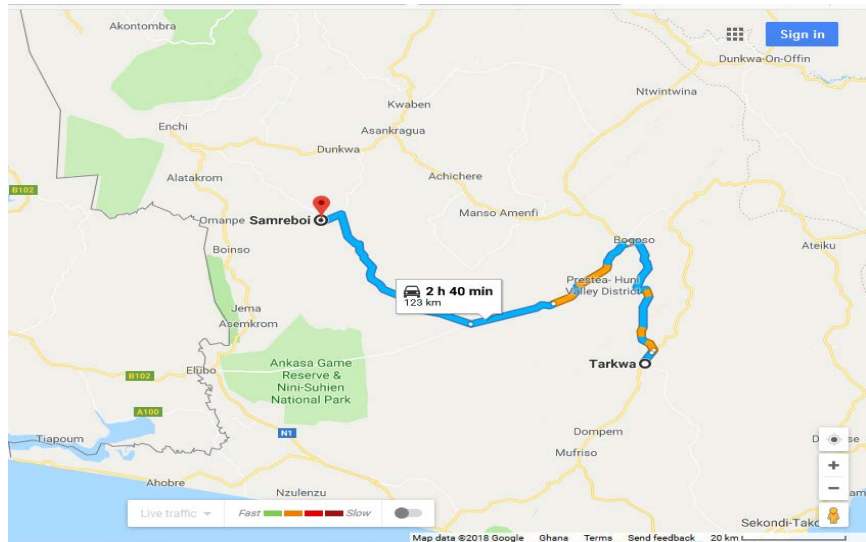 Akontombra
Sign in
Dunkwa-On-Offin
Ntwintwina
Kwaben
Enchi
Asankragua
Dunkwa
Alatakrom
Achichere
B102
Omanpe
Samreboi
Manso Amenfi
Boinso
Bogoso
Ateiku
2 h 40 min
123 km
Prestea- Huni
Valley District
Jema
Asemkrom
Elubo
Ankasa Game
Reserve &
Nini-Suhien
National Park
Tarkwa
B102
A100
Tiapoum
N1
Dompem
Mufriso
Ahobre
Nzulenzu
Live traffic
Fast
Slow
Sekondi-Tako
Map data ©2018 Google
Ghana
Terms
Send feedback
20 km